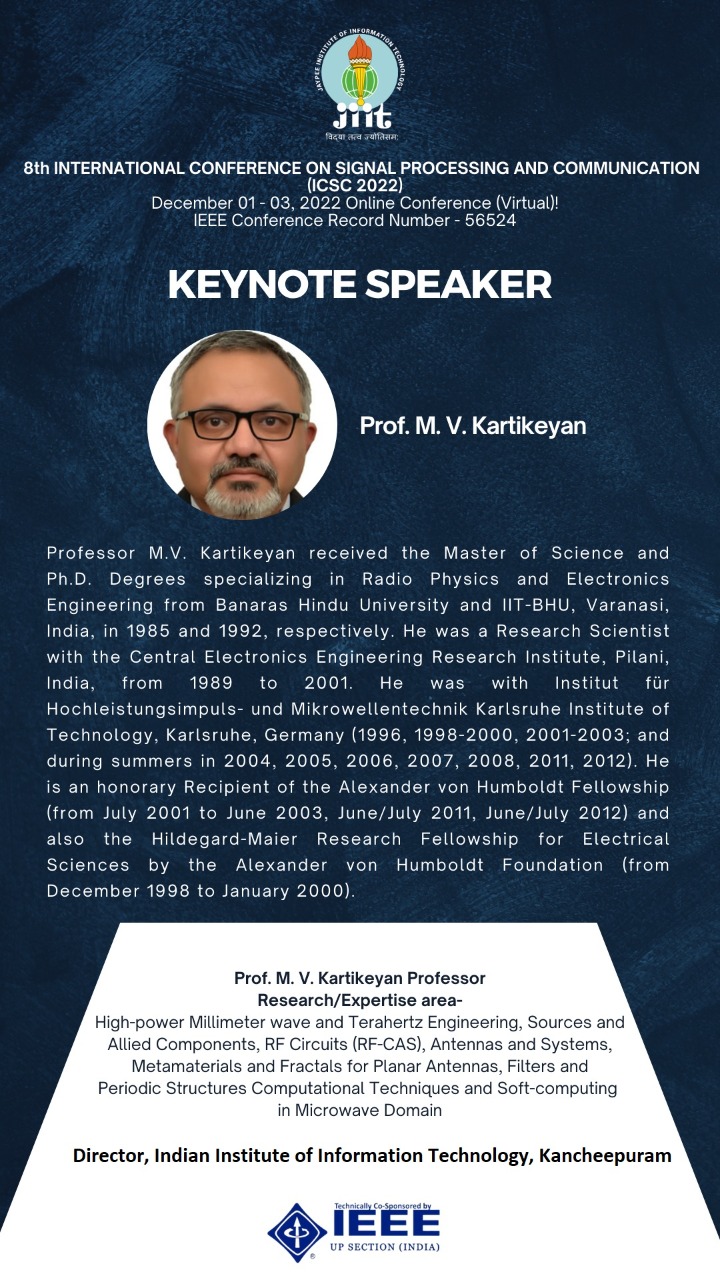 JAYPEE INSTITUTE OF INFORMATION TECHNOLOGY
jiit
विद्या तत्व ज्योतिसम:
8th INTERNATIONAL CONFERENCE ON SIGNAL PROCESSING AND COMMUNICATION
(ICSC 2022)
December 01 - 03, 2022 Online Conference (Virtual)!
IEEE Conference Record Number - 56524
KEYNOTE SPEAKER
Prof. M. V. Kartikeyan
Professor M.V. Kartikeyan received the Master of Science and
Ph.D. Degrees specializing in Radio Physics and Electronics
Engineering from Banaras Hindu University and IIT-BHU, Varanasi,
India, in 1985 and 1992, respectively. He was a Research Scientist
with the Central Electronics Engineering Research Institute, Pilani,
India, from 1989 to 2001. He was with Institut für
Hochleistungsimpuls- und Mikrowellentechnik Karlsruhe Institute of
Technology, Karlsruhe, Germany (1996, 1998-2000, 2001-2003; and
during summers in 2004, 2005, 2006, 2007, 2008, 2011, 2012). He
is an honorary Recipient of the Alexander von Humboldt Fellowship
(from July 2001 to June 2003, June/July 2011, June/July 2012) and
also the Hildegard-Maier Research Fellowship for Electrical
Sciences by the Alexander von Humboldt Foundation (from
December 1998 to January 2000).
Prof. M. V. Kartikeyan Professor
Research/Expertise area-
High-power Millimeter wave and Terahertz Engineering, Sources and
Allied Components, RF Circuits (RF-CAS), Antennas and Systems,
Metamaterials and Fractals for Planar Antennas, Filters and
Periodic Structures Computational Techniques and Soft-computing
in Microwave Domain
Director, Indian Institute of Information Technology, Kancheepuram
Technically Co-Sponsored by
IEEE
UP SECTION (INDIA)
®